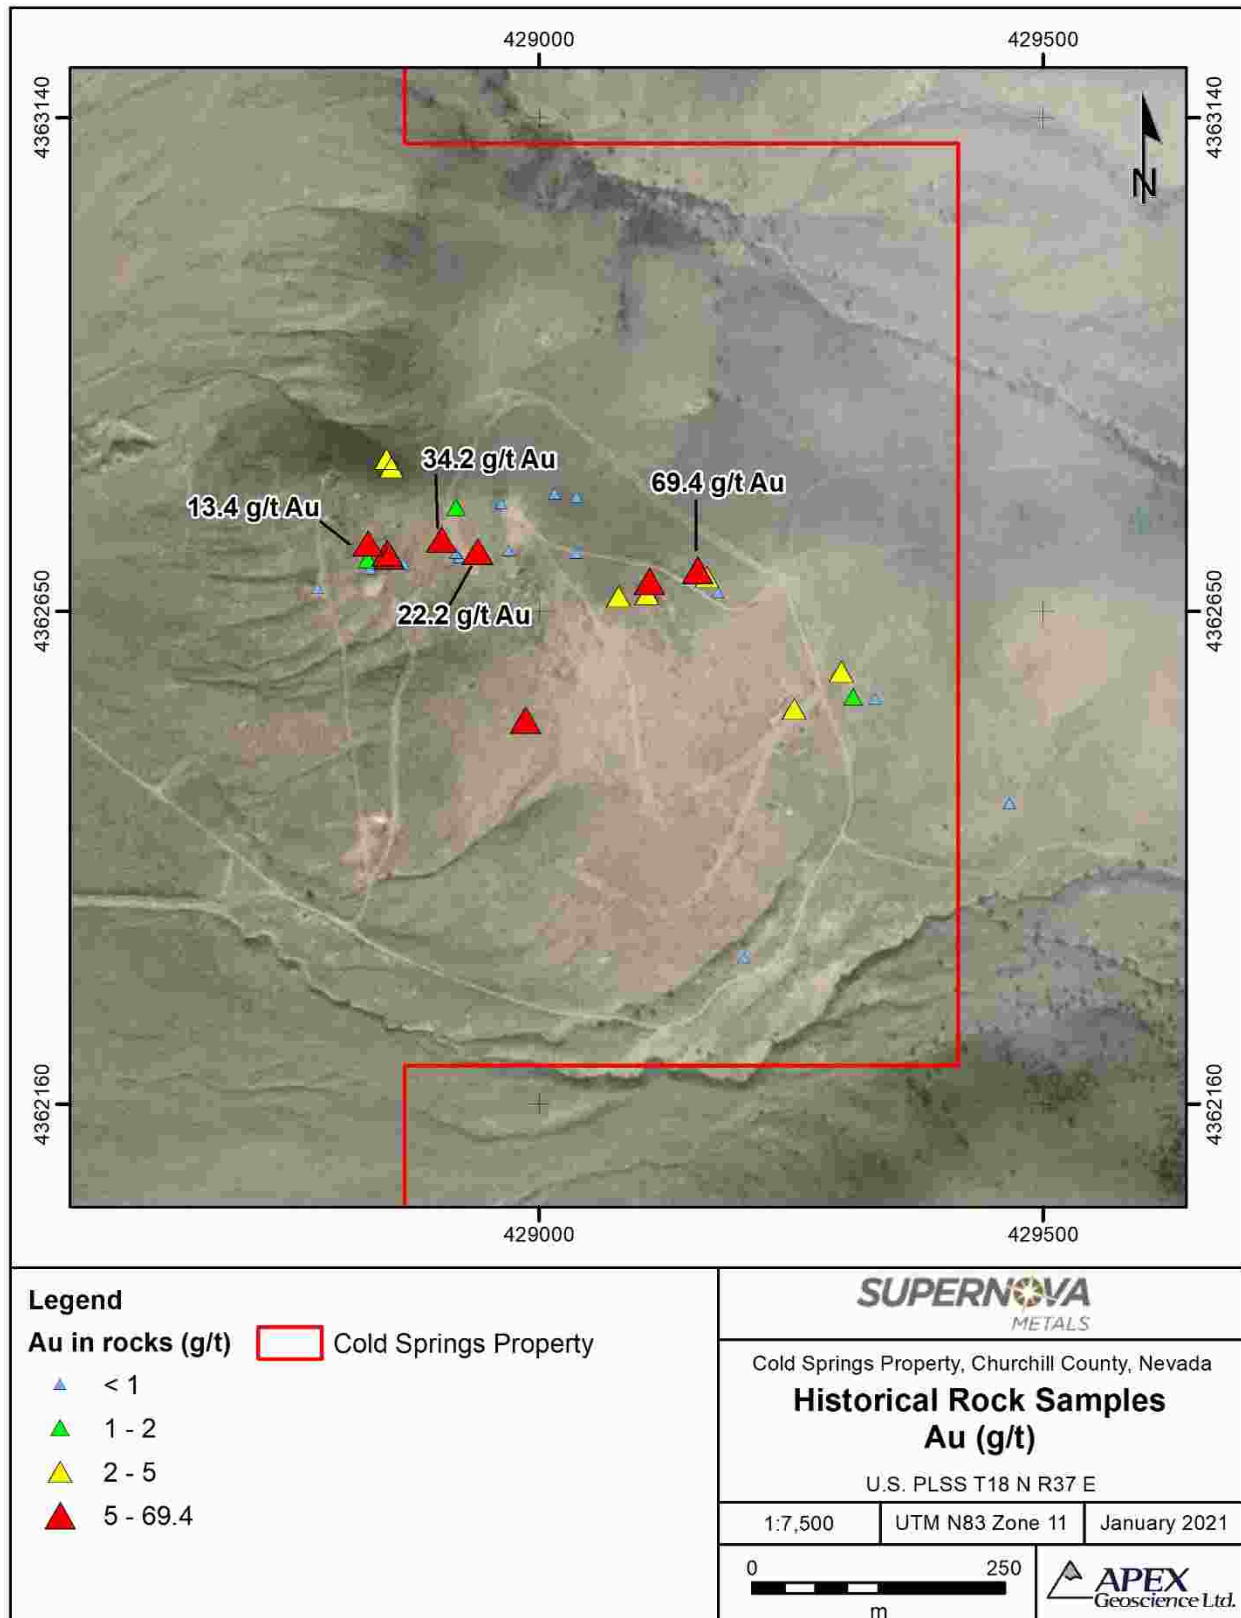 429000
429500
4363140
4363140
N
34.2 g/t Au
69.4 g/t Au
13.4 g/t Au
22.2 g/t Au
4362650
4362650
4362160
4362160
429000
429500
Legend
Au in rocks (g/t)
Cold Springs Property
< 1
1 - 2
2 - 5
5 - 69.4
SUPERNOVA
METALS
Cold Springs Property, Churchill County, Nevada
Historical Rock Samples
Au (g/t)
U.S. PLSS T18 N R37 E
1:7,500
UTM N83 Zone 11
January 2021
0
250
m
APEX
Geoscience Ltd.